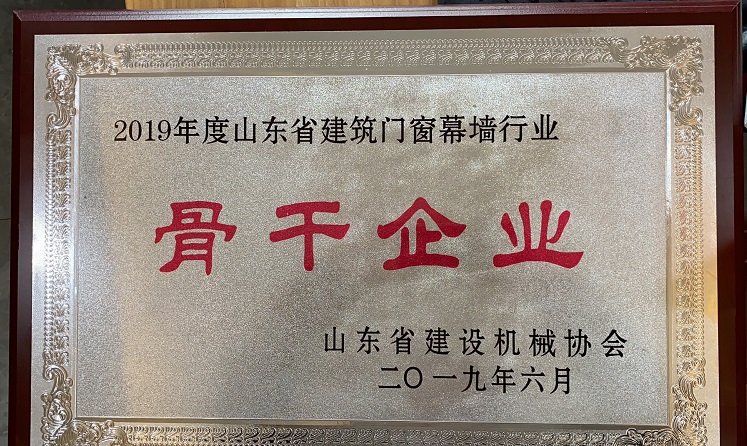 2019年度山东省建筑门窗幕墙行业
骨干企业
山东省建设机械协会
二〇一九年六月